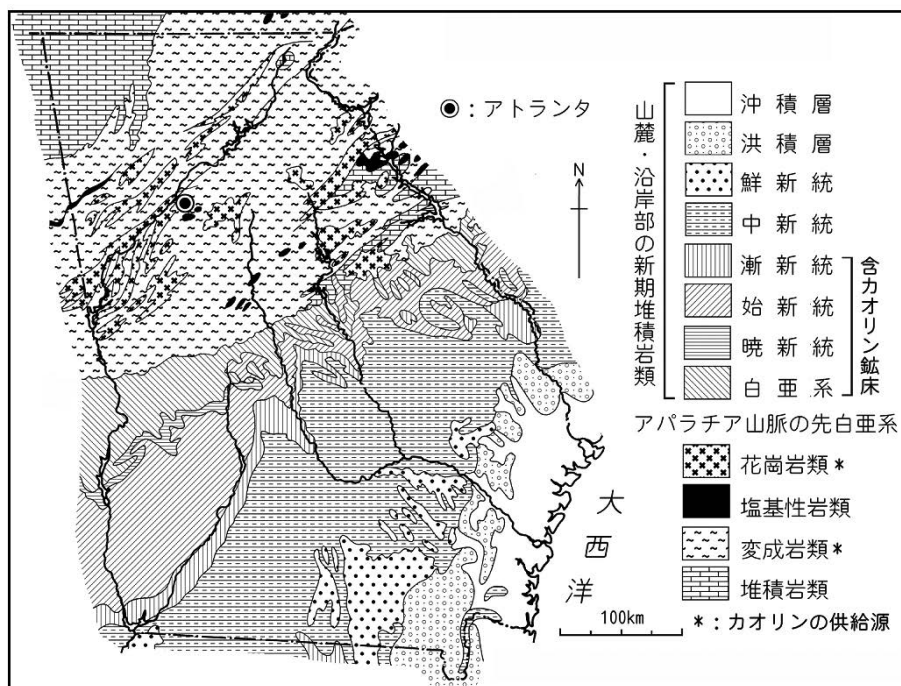 ◉：アトランタ
N
山麓・沿岸部の新期堆積岩類
沖積層
洪積層
鮮新統
中新統
漸新統
始新統
暁新統
白亜系
含カオリン鉱床
アパラチア山脈の先白亜系
花崗岩類*
塩基性岩類
変成岩類*
堆積岩類
*：カオリンの供給源
大西洋
100km